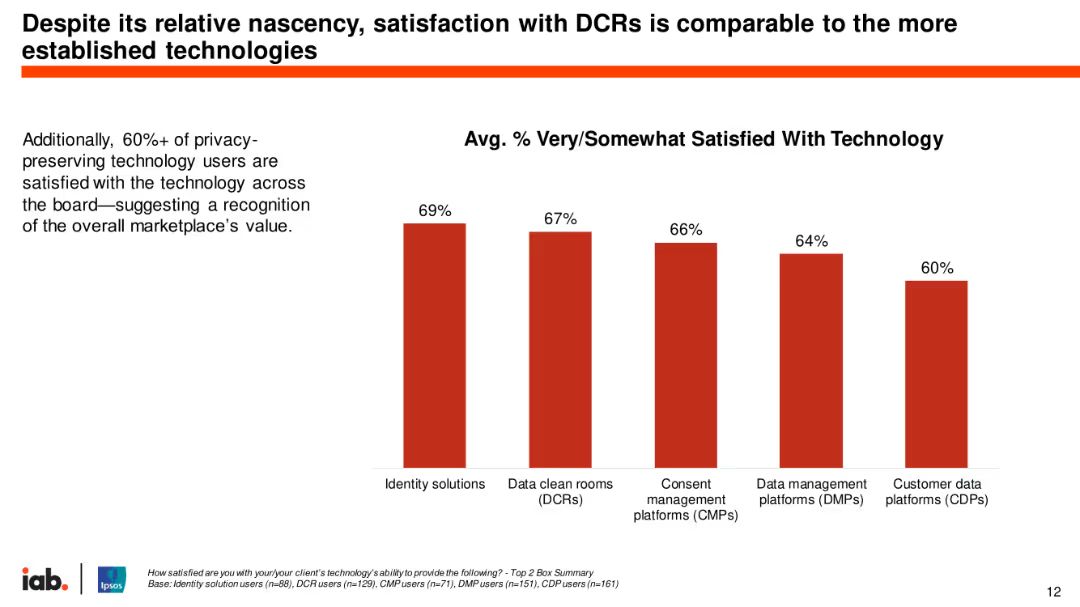 Despite its relative nascency, satisfaction with DCRs is comparable to the more
established technologies
Additionally, 60%+ of privacy-
preserving technology users are
satisfied with the technology across
the board—suggesting a recognition
of the overall marketplace's value.
Avg. % Very/Somewhat Satisfied With Technology
69%
67%
66%
64%
60%
Identity solutions
Data clean rooms
(DCRs)
Consent
management
platforms (CMPs)
Data management
platforms (DMPs)
Customer data
platforms (CDPs)
iab.
Ipsos
How satisfied are you with your/your client's technology's ability to provide the following? - Top 2 Box Summary
Base: Identity solution users (n=88), DCR users (n=129), CMP users (n=71), DMP users (n=151), CDP users (n=161)
12